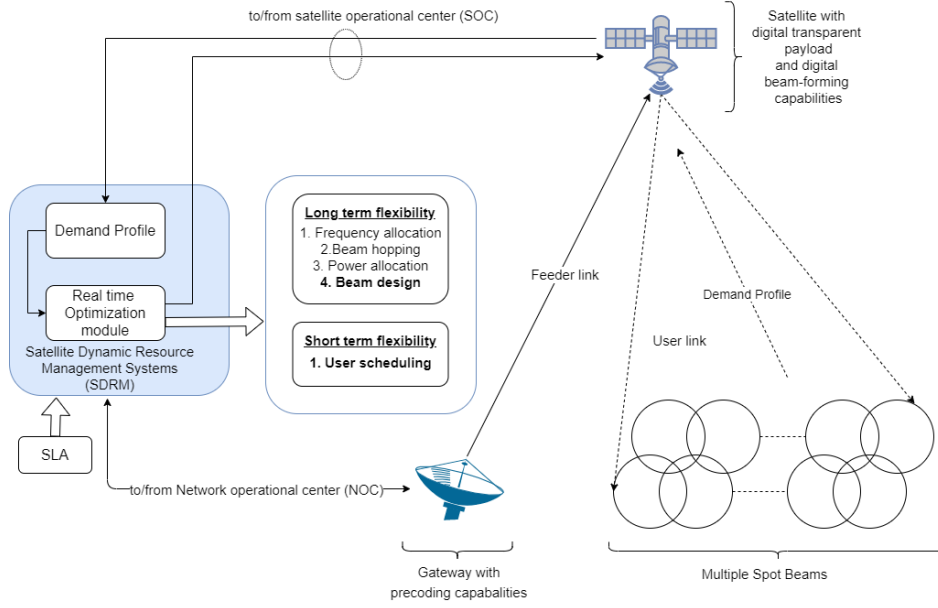 to/from satellite operational center (SOC)
Satellite with
digital transparent
payload
and digital
beam-forming
capabilities
Demand Profile
Real time
Optimization
module
Satellite Dynamic Resource
Management Systems
(SDRM)
SLA
Long term flexibility
1. Frequency allocation
2.Beam hopping
3. Power allocation
4. Beam design
Short term flexibility
1. User scheduling
Feeder link
Demand Profile
User link
to/from Network operational center (NOC)
Gateway with
precoding capabalities
Multiple Spot Beams